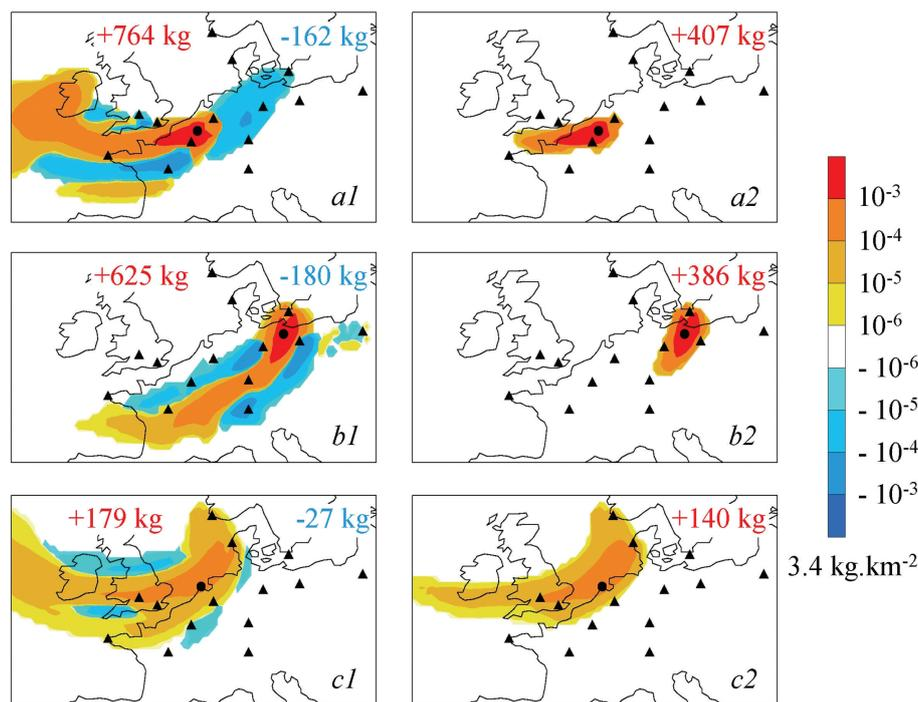 +764 kg -162 kg
a1
+407 kg
a2
+625 kg -180 kg
b1
+386 kg
b2
+179 kg -27 kg
c1
+140 kg
c2
10-3
10-4
10-5
10-6
- 10-6
- 10-5
- 10-4
- 10-3
3.4 kg.km-2